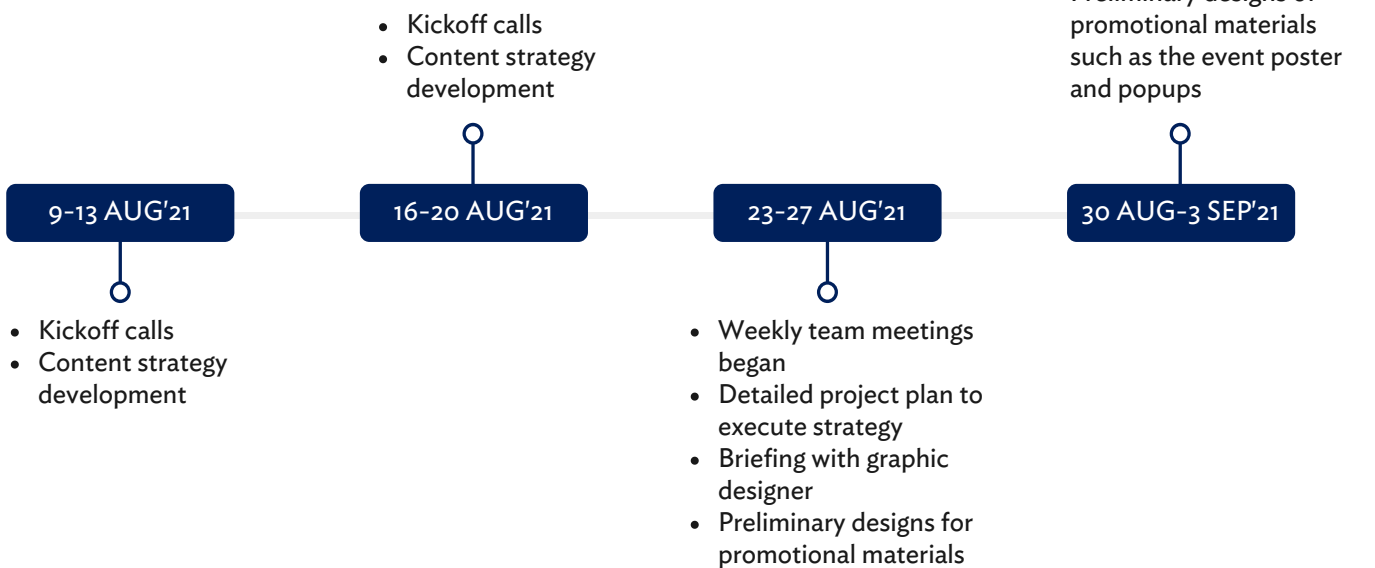 • Kickoff calls
• Content strategy
development
promotional materials
such as the event poster
and popups
9-13 AUG'21
16-20 AUG'21
23-27 AUG'21
30 AUG-3 SEP'21
• Kickoff calls
• Content strategy
development
• Weekly team meetings
began
• Detailed project plan to
execute strategy
• Briefing with graphic
designer
• Preliminary designs for
promotional materials